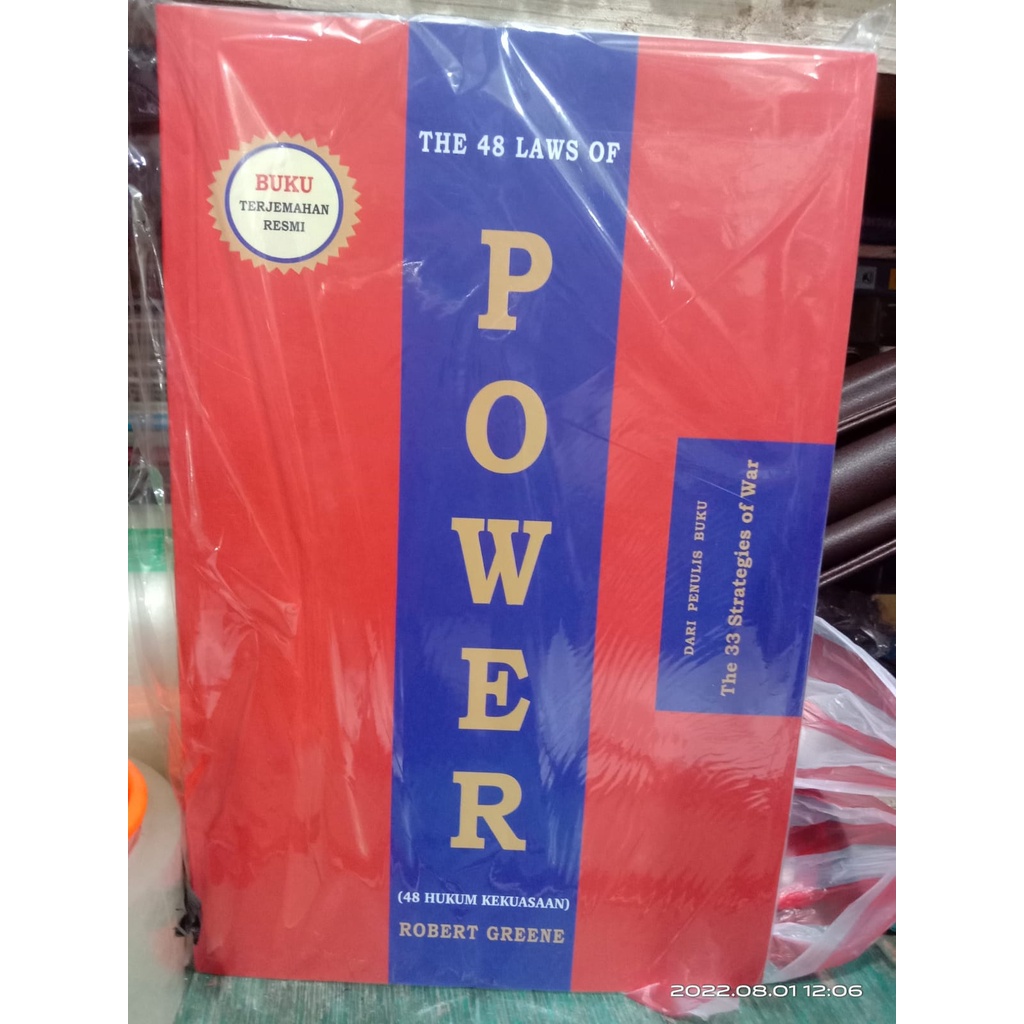 THE 48 LAWS OF
BUKU
TERJEMAHAN
RESMI
POWER
DARI PENULIS BUKU
The 33 Strategies of War
(48 HUKUM KEKUASAAN)
ROBERT GREENE
2022.08.01 12:06